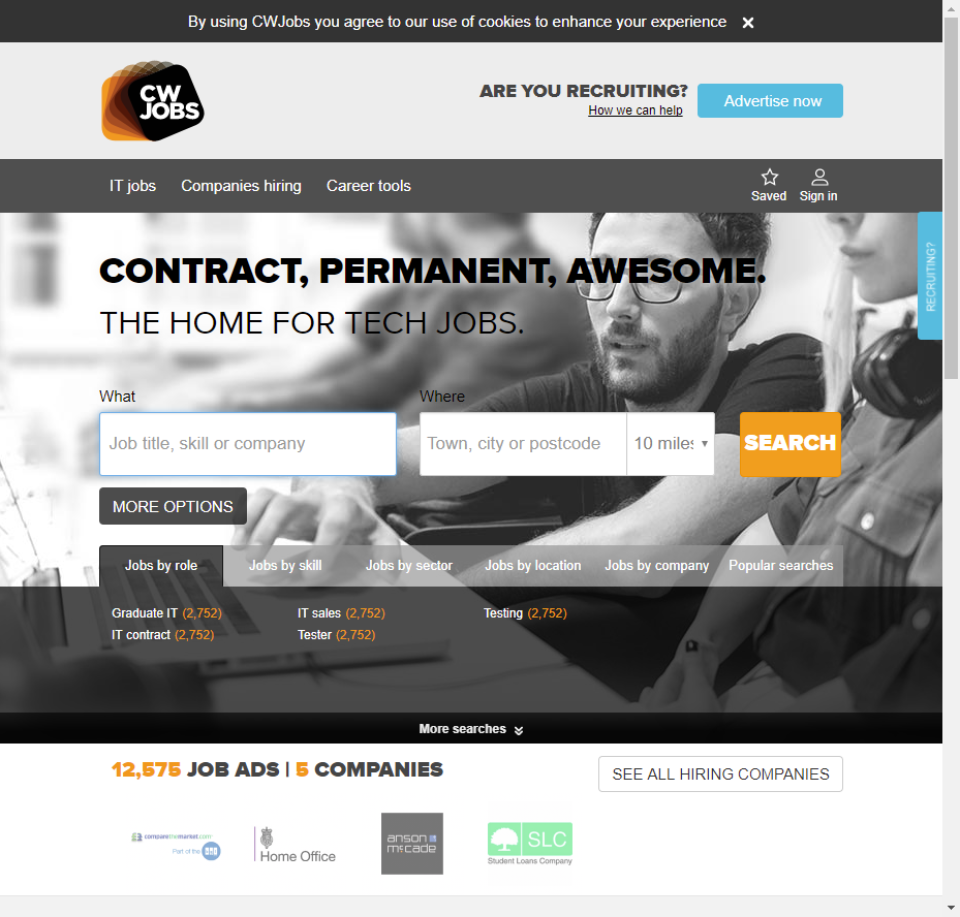 By using CWJobs you agree to our use of cookies to enhance your experience ×
CW
JOBS
ARE YOU RECRUITING?
How we can help
Advertise now
IT jobs Companies hiring Career tools
Saved Sign in
RECRUITING?
CONTRACT, PERMANENT, AWESOME.
THE HOME FOR TECH JOBS.
What Where
Job title, skill or company Town, city or postcode 10 miles SEARCH
MORE OPTIONS
Jobs by role Jobs by skill Jobs by sector Jobs by location Jobs by company Popular searches
Graduate IT (2,752) IT sales (2,752) Testing (2,752)
IT contract (2,752) Tester (2,752)
More searches
12,575 JOB ADS | 5 COMPANIES
SEE ALL HIRING COMPANIES
comparethemarket.com
Part of the
Home Office
anson
mccade
SLC
Student Loans Company